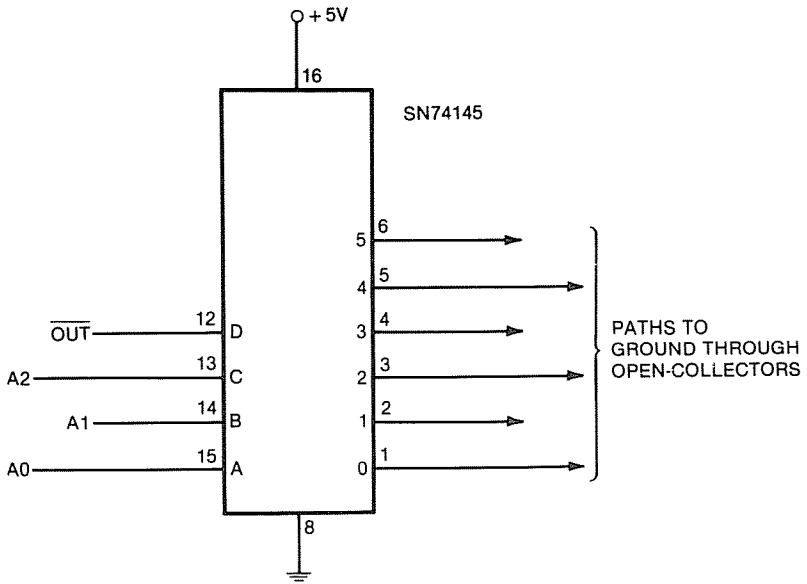 + 5V
16
SN74145
5 6
4 5
OUT 12 D 3 4
A2 13 C 2 3
A1 14 B 1 2
A0 15 A 0 1
8
PATHS TO
GROUND THROUGH
OPEN-COLLECTORS